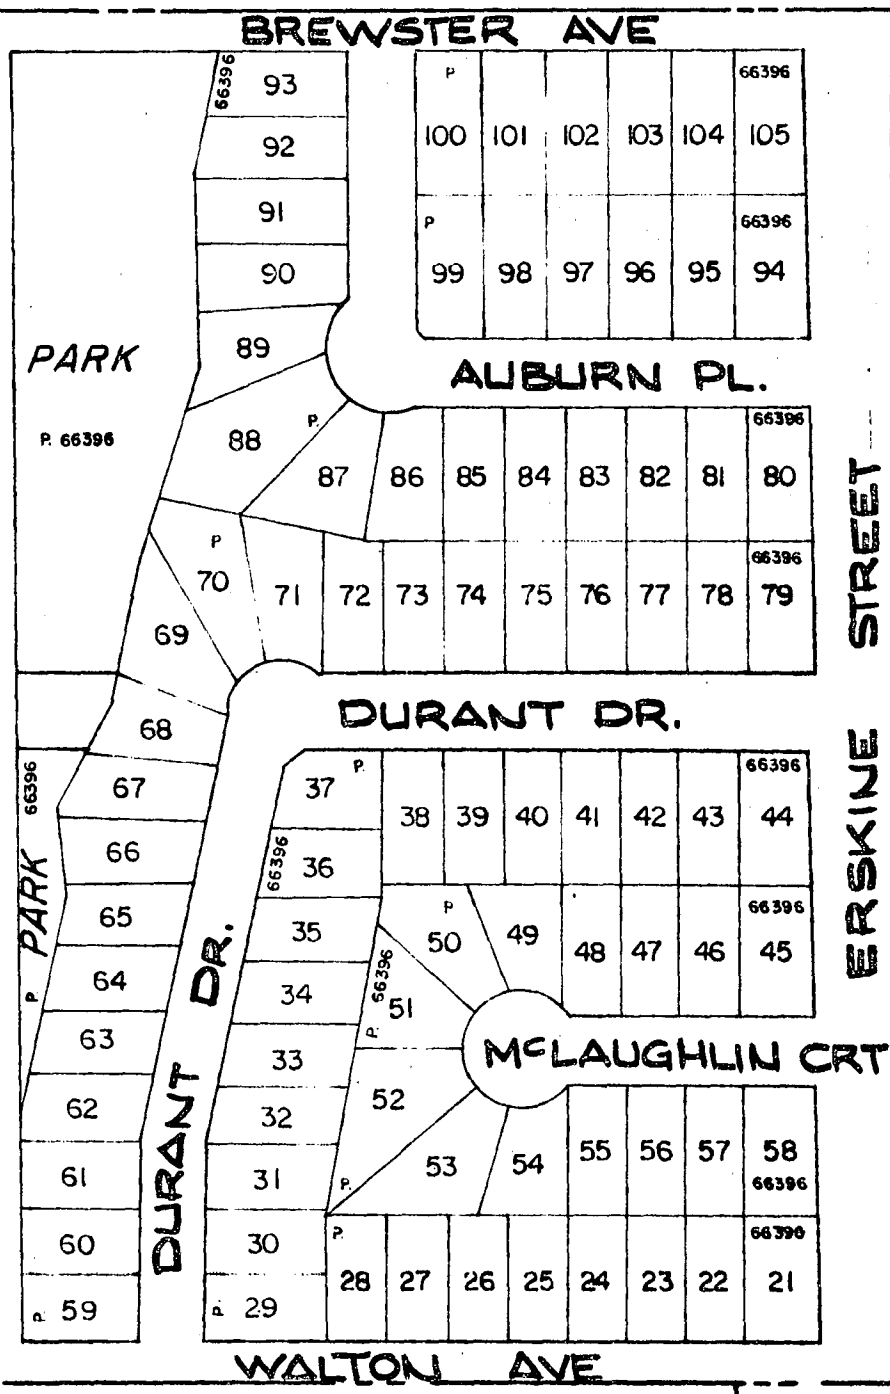 BREWSTER AVE
66396 93
P 66396
92
100 101 102 103 104 105
91
P 66396
90
99 98 97 96 95 94
89
PARK
AUBURN PL.
P. 66396
P. 66396
88
87 86 85 84 83 82 81 80
P 66396
70
71 72 73 74 75 76 77 78 79
69
ERSKINE STREET
68
DURANT DR.
66396
67
37 P. 66396
38 39 40 41 42 43 44
66
66396 36
PARK
65
35
P 66396
50 49 48 47 46 45
P.
64
DURANT DR.
34
66396
51
P.
63
33
McLAUGHLIN CRT
62
32
52
61
31
P.
53 54 55 56 57 58
66396
60
30
P. 66390
28 27 26 25 24 23 22 21
P. 59
P. 29
WALTON AVE